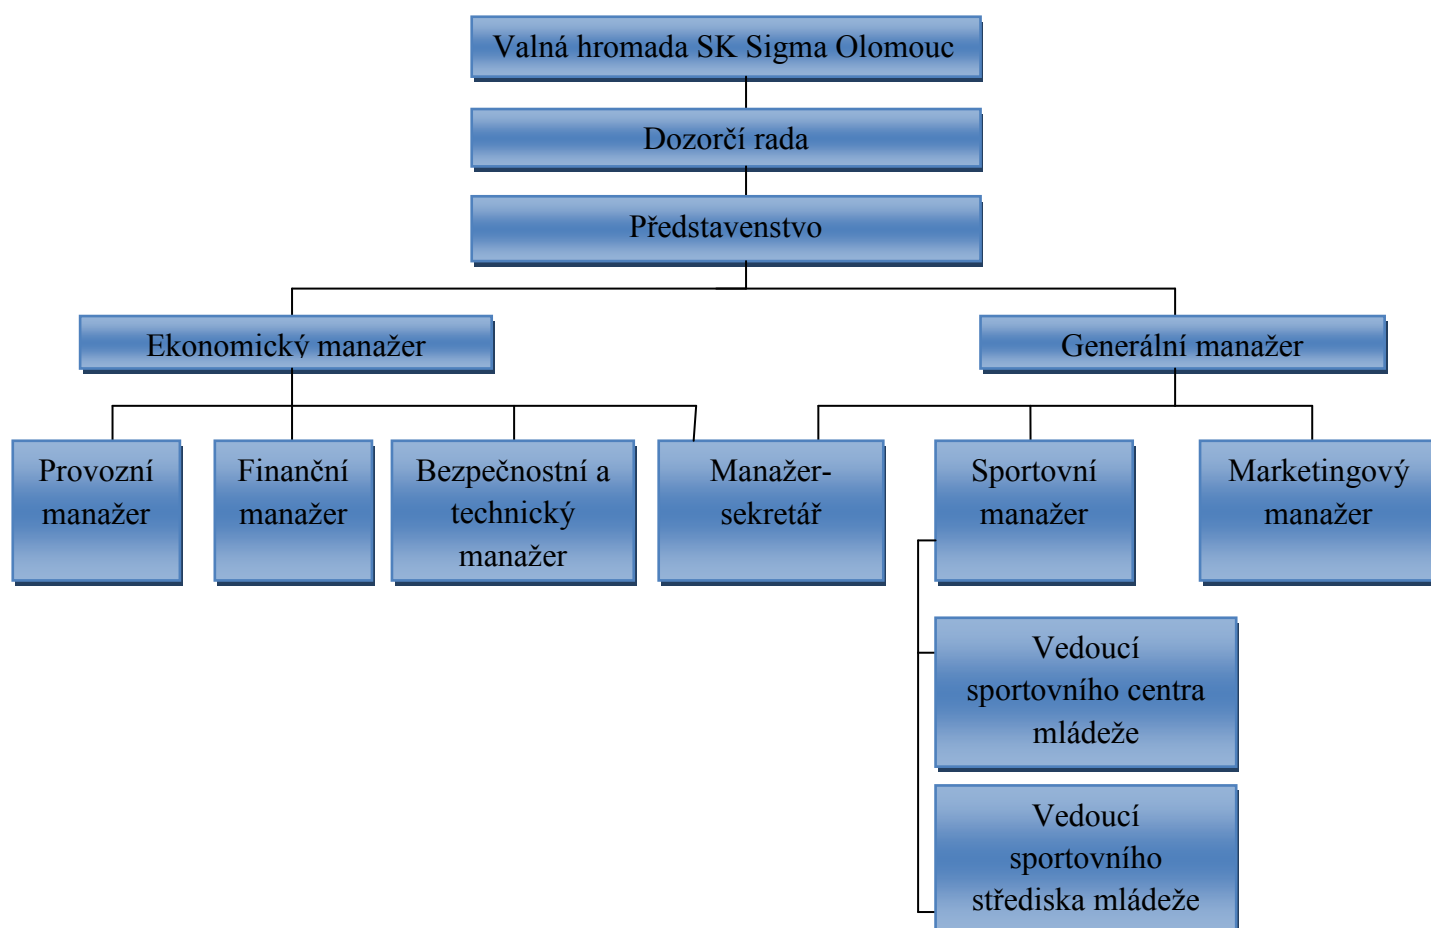 Valná hromada SK Sigma Olomouc
Dozorčí rada
Představenstvo
Ekonomický manažer
Generální manažer
Provozní
manažer
Finanční
manažer
Bezpečnostní a
technický
manažer
Manažer-
sekretář
Sportovní
manažer
Marketingový
manažer
Vedoucí
sportovního centra
mládeže
Vedoucí
sportovního
střediska mládeže